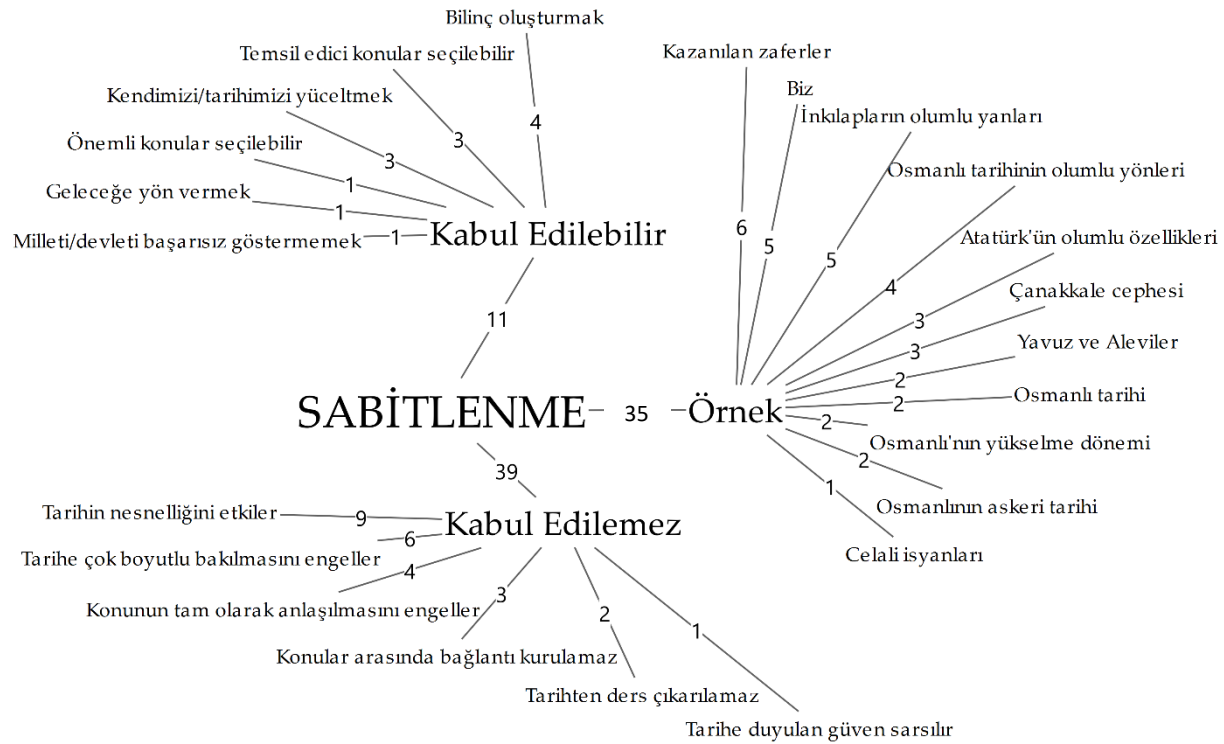 Bilinç oluşturmak
4
Temsil edici konular seçilebilir
3
Kendimizi/tarihimizi yüceltmek
3
Önemli konular seçilebilir
1
Geleceğe yön vermek
1
Milleti/devleti başarısız göstermemek
1
Kabul Edilebilir
11
SABİTLENME
35
Örnek
Kazanılan zaferler
6
Biz
5
İnkılapların olumlu yanları
5
Osmanlı tarihinin olumlu yönleri
4
Atatürk'ün olumlu özellikleri
3
Çanakkale cephesi
3
Yavuz ve Aleviler
2
Osmanlı tarihi
2
Osmanlı'nın yükselme dönemi
2
Osmanlının askeri tarihi
2
Celali isyanları
1
39
Kabul Edilemez
Tarihin nesnelliğini etkiler
9
Tarihe çok boyutlu bakılmasını engeller
6
Konunun tam olarak anlaşılmasını engeller
4
Konular arasında bağlantı kurulamaz
3
Tarihten ders çıkarılamaz
2
Tarihe duyulan güven sarsılır
1